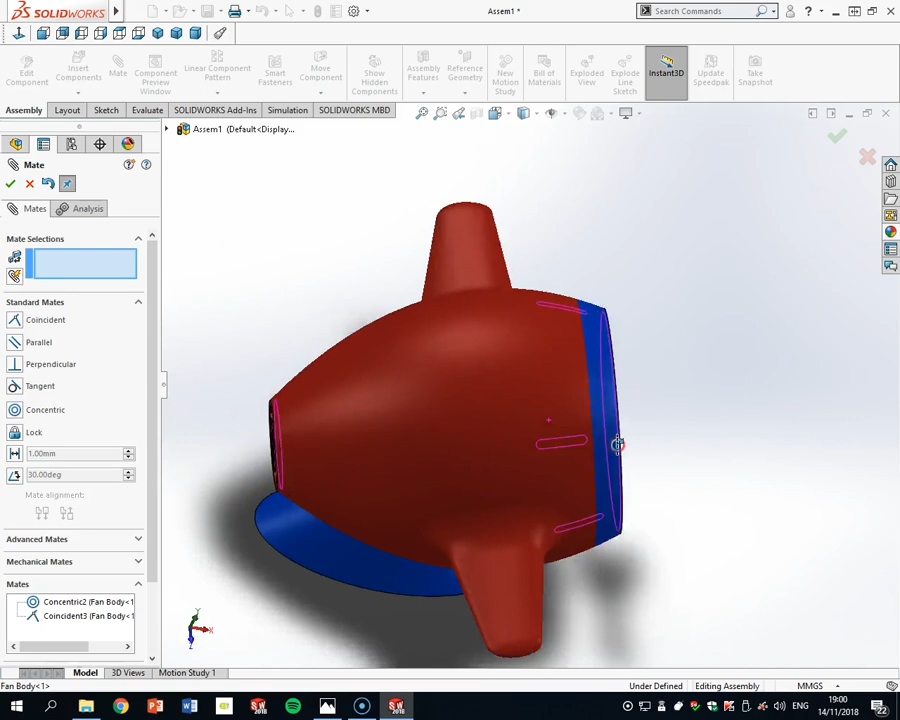 SOLIDWORKS
Assem1 *
Search Commands
Edit Component
Insert Components
Mate
Component Preview Window
Linear Component Pattern
Smart Fasteners
Move Component
Show Hidden Components
Assembly Features
Reference Geometry
New Motion Study
Bill of Materials
Exploded View
Explode Line Sketch
Instant3D
Update Speedpak
Take Snapshot
Assembly
Layout
Sketch
Evaluate
SOLIDWORKS Add-Ins
Simulation
SOLIDWORKS MBD
Assem1 (Default<Display...
Mate
Mates
Analysis
Mate Selections
Standard Mates
Coincident
Parallel
Perpendicular
Tangent
Concentric
Lock
1.00mm
30.00deg
Mate alignment:
Advanced Mates
Mechanical Mates
Mates
Concentric2 (Fan Body<1
Coincident3 (Fan Body<1
Y
X
Z
Model
3D Views
Motion Study 1
Fan Body<1>
Under Defined
Editing Assembly
MMGS
ENG
19:00
14/11/2018
22